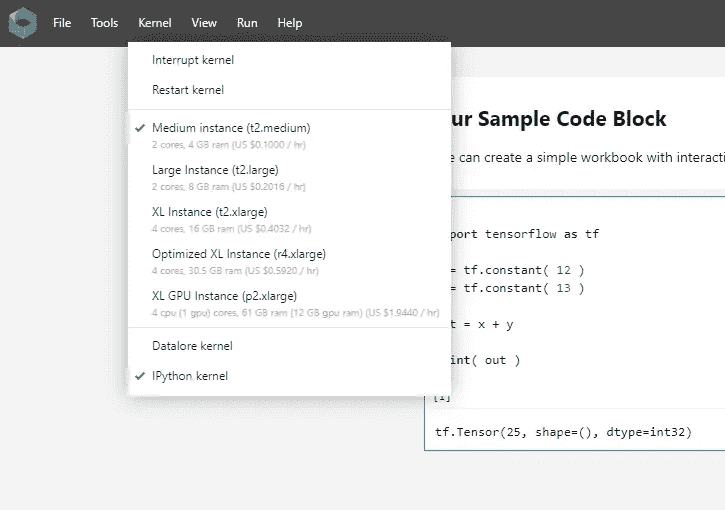 File Tools Kernel View Run Help
Interrupt kernel
Restart kernel
Medium instance (t2.medium)
2 cores, 4 GB ram (US $0.1000 / hr)
Large Instance (t2.large)
2 cores, 8 GB ram (US $0.2016 / hr)
XL Instance (t2.xlarge)
4 cores, 16 GB ram (US $0.4032 / hr)
Optimized XL Instance (r4.xlarge)
4 cores, 30.5 GB ram (US $0.5920 / hr)
XL GPU Instance (p2.xlarge)
4 cpu (1 gpu) cores, 61 GB ram (12 GB gpu ram) (US $1.9440 / hr)
Datalore kernel
IPython kernel
ur Sample Code Block
e can create a simple workbook with interacti
port tensorflow as tf
= tf.constant( 12 )
= tf.constant( 13 )
t = x + y
int( out )
[1]
tf.Tensor(25, shape=(), dtype=int32)